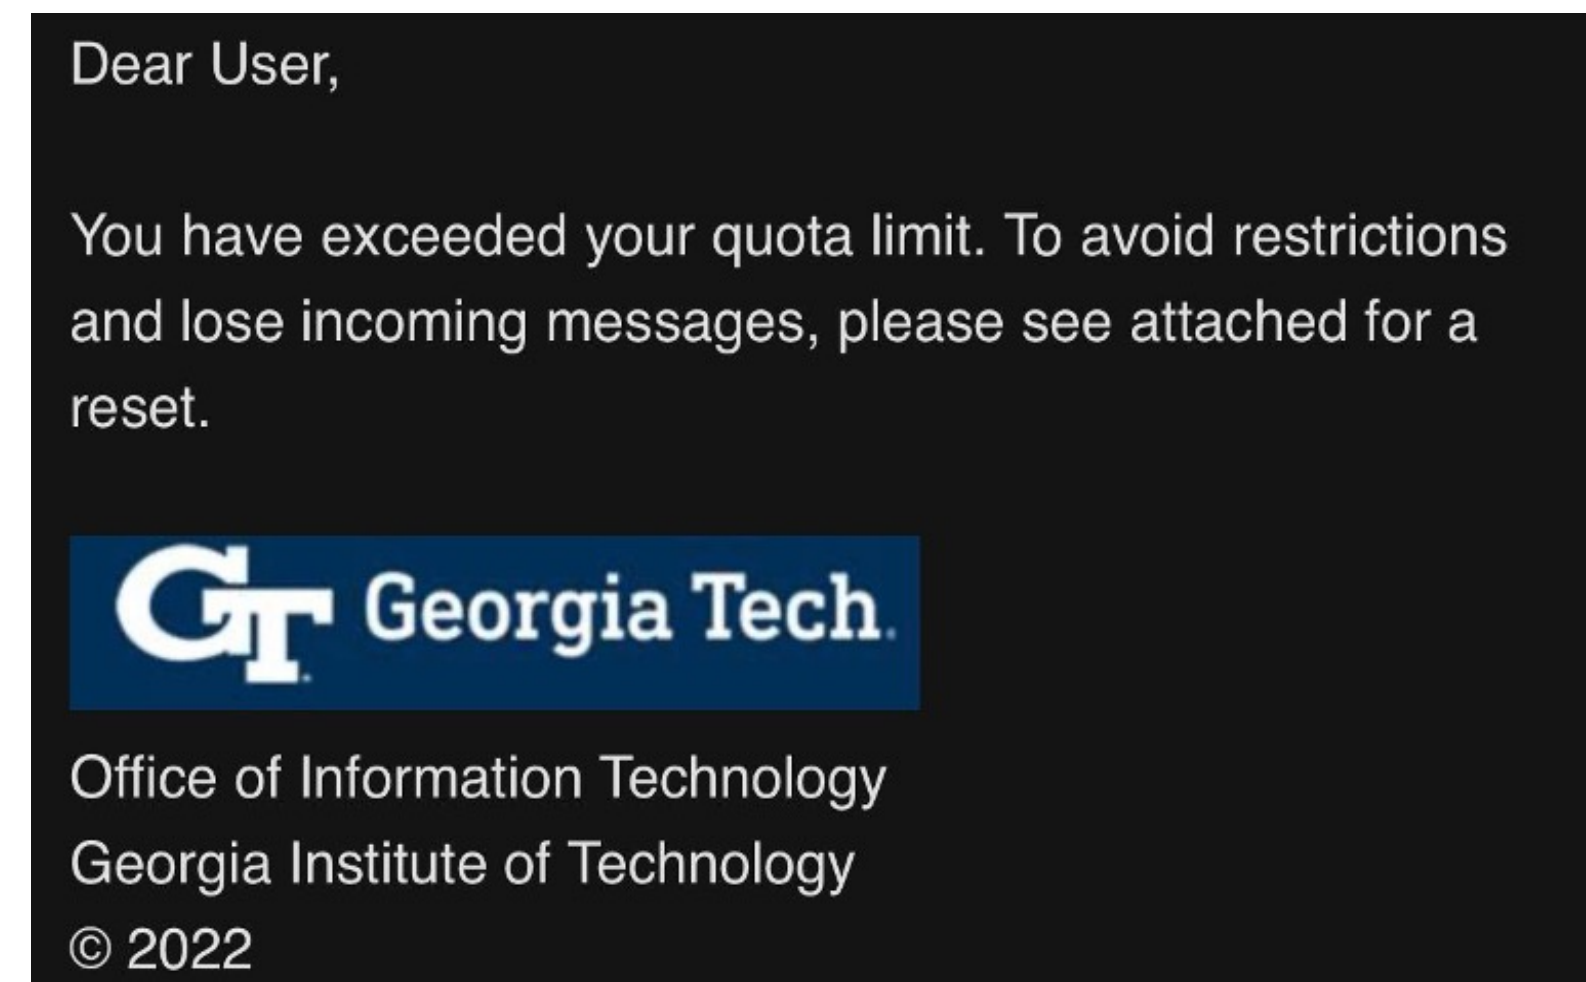 Dear User,
You have exceeded your quota limit. To avoid restrictions
and lose incoming messages, please see attached for a
reset.
GT Georgia Tech.
Office of Information Technology
Georgia Institute of Technology
© 2022